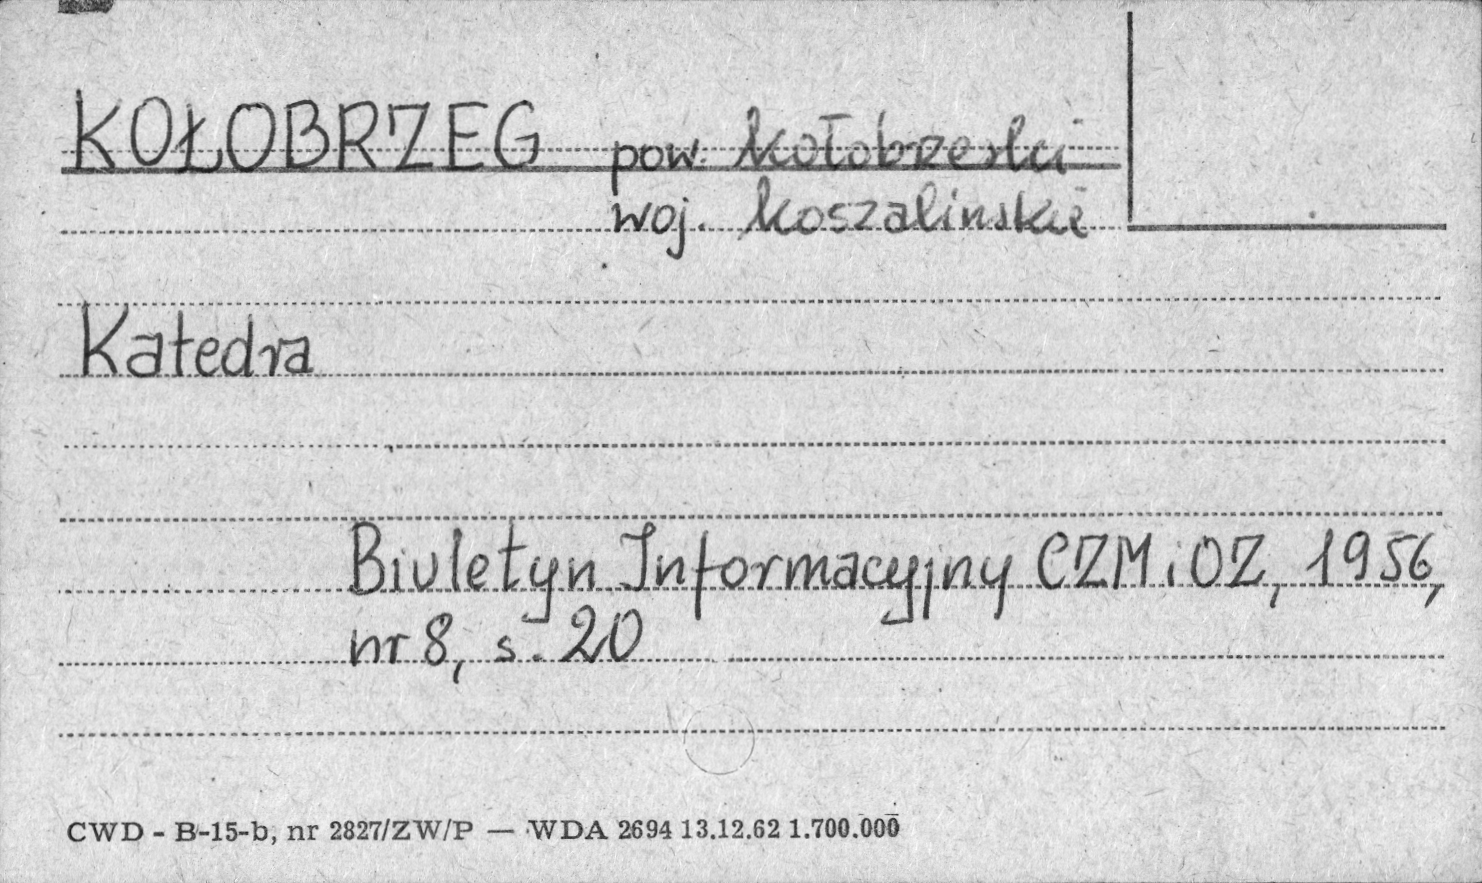 KOŁOBRZEG pow. kołobrzeski
woj. koszalinskie
Katedra
Biuletyn Informacyjny CZM i OZ, 1956,
nr 8, s. 20
CWD - B-15-b, nr 2827/ZW/P — WDA 2694 13.12.62 1.700.000